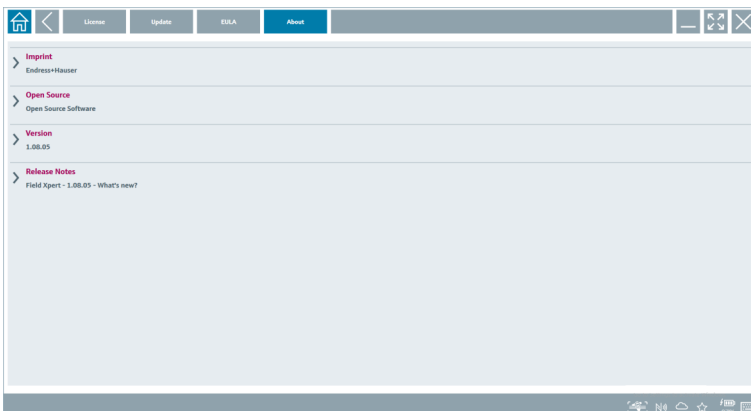 License
Update
EULA
About
Imprint
Endress+Hauser
Open Source
Open Source Software
Version
1.08.05
Release Notes
Field Xpert - 1.08.05 - What's new?